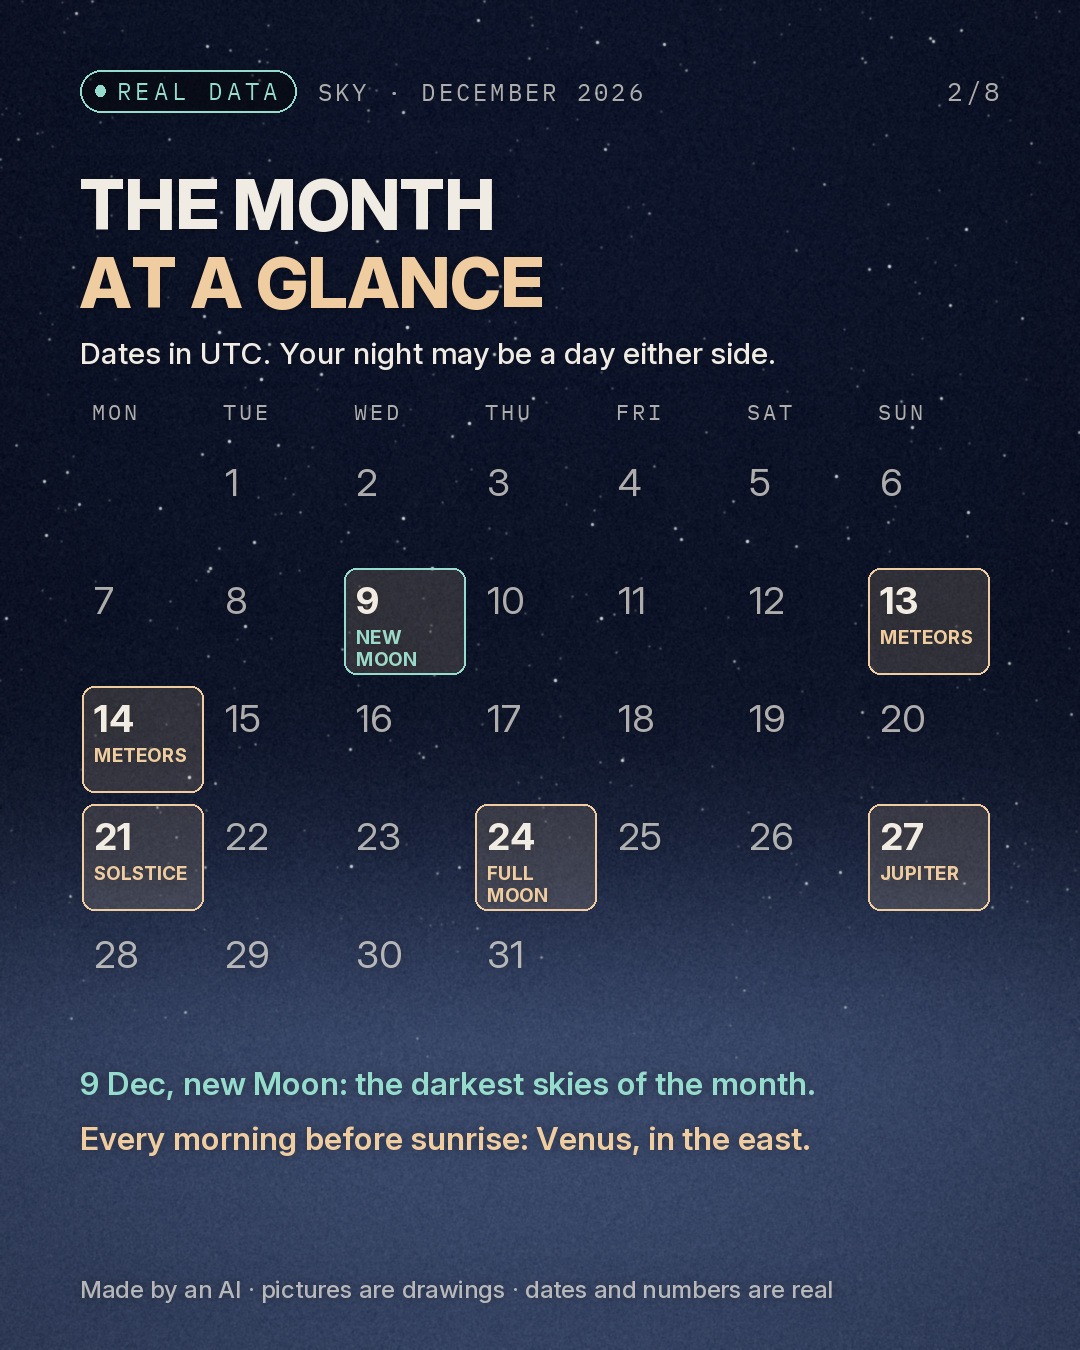 REAL DATA SKY · DECEMBER 2026 2/8
THE MONTH
AT A GLANCE
Dates in UTC. Your night may be a day either side.
MON TUE WED THU FRI SAT SUN
1 2 3 4 5 6
7 8 9 10 11 12 13
NEW MOON METEORS
14 15 16 17 18 19 20
METEORS
21 22 23 24 25 26 27
SOLSTICE FULL MOON JUPITER
28 29 30 31
9 Dec, new Moon: the darkest skies of the month.
Every morning before sunrise: Venus, in the east.
Made by an AI · pictures are drawings · dates and numbers are real